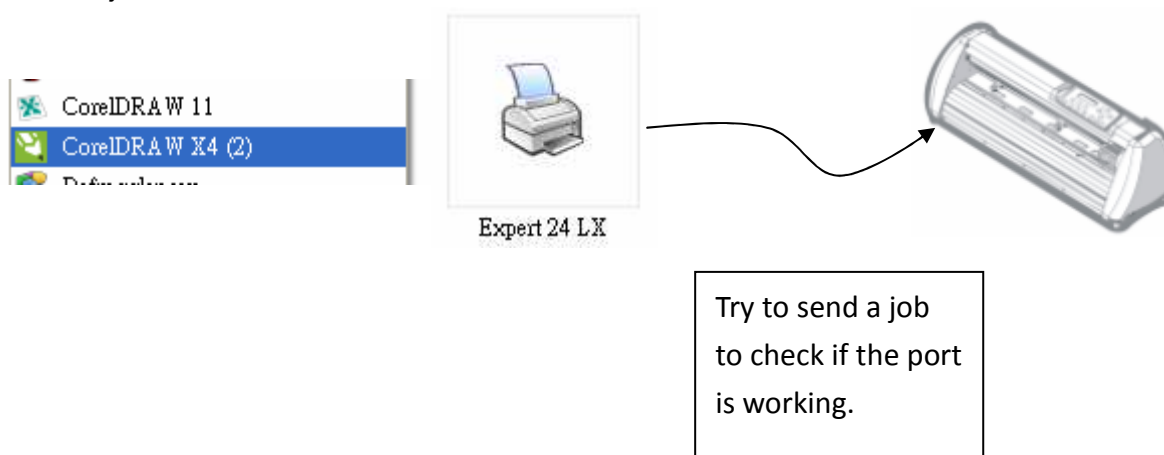 CorelDRAW 11
CorelDRAW X4 (2)
Expert 24 LX
Try to send a job
to check if the port
is working.